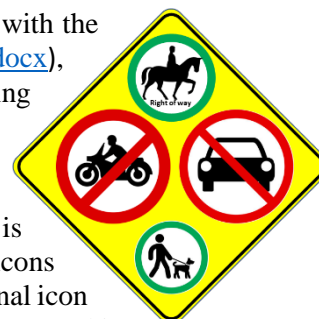 with the
docx),
ing
Right of way
is
cons
nal icon